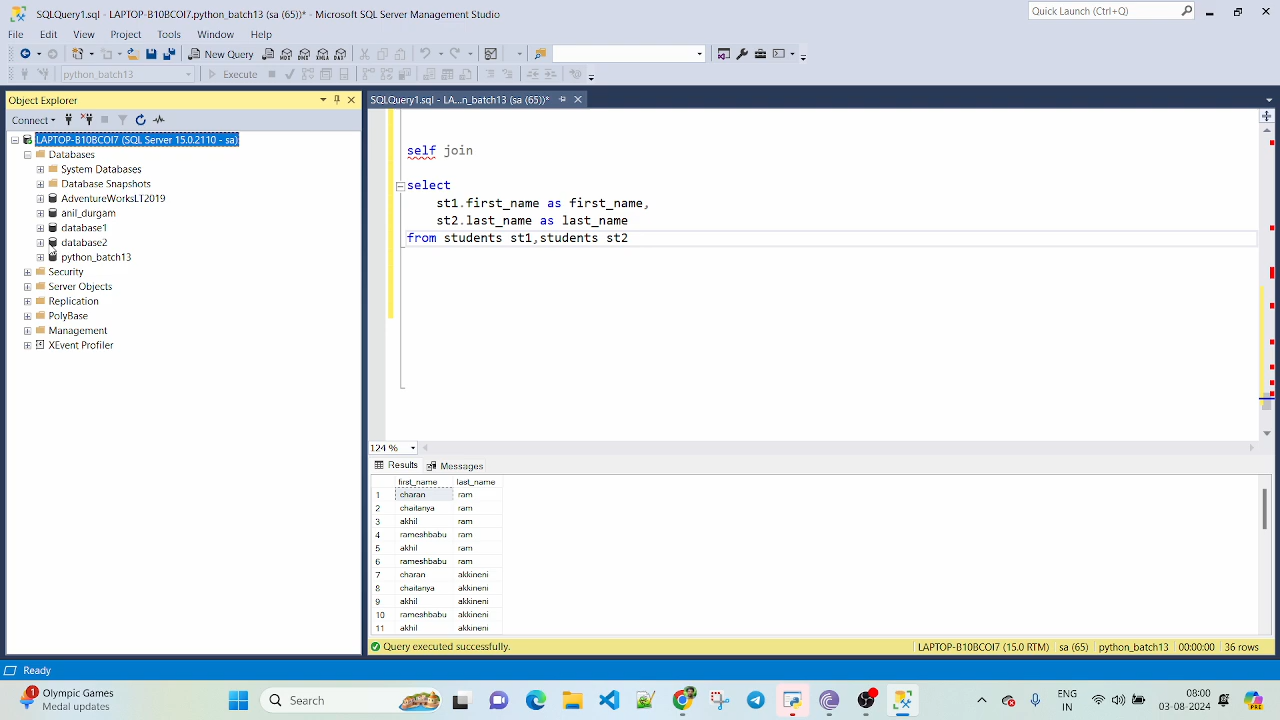 SQLQuery1.sql - LAPTOP-B10BCOI7.python_batch13 (sa (65))* - Microsoft SQL Server Management Studio
Quick Launch (Ctrl+Q)
File Edit View Project Tools Window Help
New Query
python_batch13 Execute
Object Explorer
SQLQuery1.sql - LA...n_batch13 (sa (65))*
Connect
LAPTOP-B10BCOI7 (SQL Server 15.0.2110 - sa)
Databases
System Databases
Database Snapshots
AdventureWorksLT2019
anil_durgam
database1
database2
python_batch13
Security
Server Objects
Replication
PolyBase
Management
XEvent Profiler
self join
select
st1.first_name as first_name,
st2.last_name as last_name
from students st1,students st2
124 %
Results Messages
first_name last_name
1 charan ram
2 chaitanya ram
3 akhil ram
4 rameshbabu ram
5 akhil ram
6 rameshbabu ram
7 charan akkineni
8 chaitanya akkineni
9 akhil akkineni
10 rameshbabu akkineni
11 akhil akkineni
Query executed successfully. LAPTOP-B10BCOI7 (15.0 RTM) sa (65) python_batch13 00:00:00 36 rows
Ready
1 Olympic Games
Medal updates
Search
ENG
IN
08:00
03-08-2024